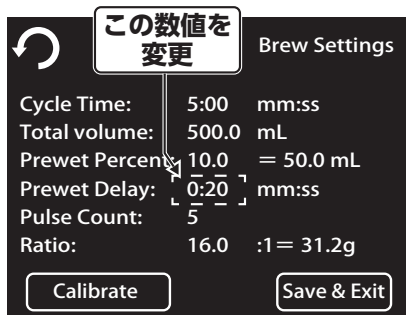 この数値を
変更
Brew Settings
Cycle Time: 5:00 mm:ss
Total volume: 500.0 mL
Prewet Percent: 10.0 = 50.0 mL
Prewet Delay: 0:20 mm:ss
Pulse Count: 5
Ratio: 16.0 :1= 31.2g
Calibrate Save & Exit